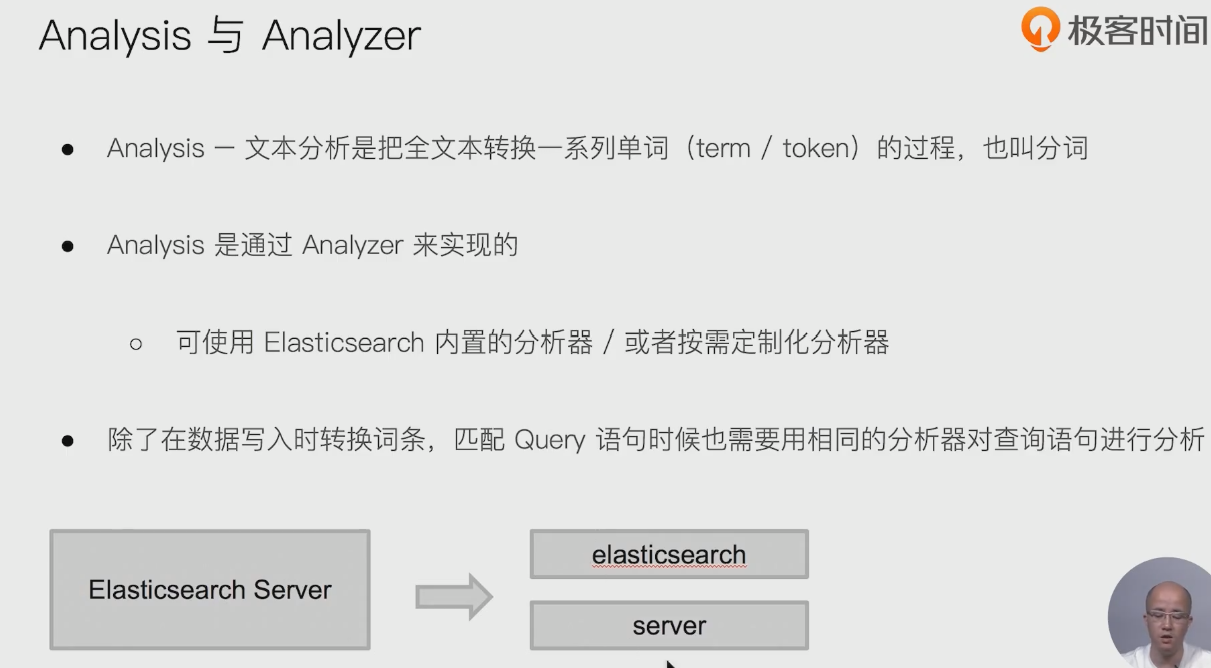 Analysis 与 Analyzer
极客时间
Analysis — 文本分析是把全文本转换一系列单词（term / token）的过程，也叫分词
Analysis 是通过 Analyzer 来实现的
可使用 Elasticsearch 内置的分析器 / 或者按需定制化分析器
除了在数据写入时转换词条，匹配 Query 语句时候也需要用相同的分析器对查询语句进行分析
Elasticsearch Server
elasticsearch
server